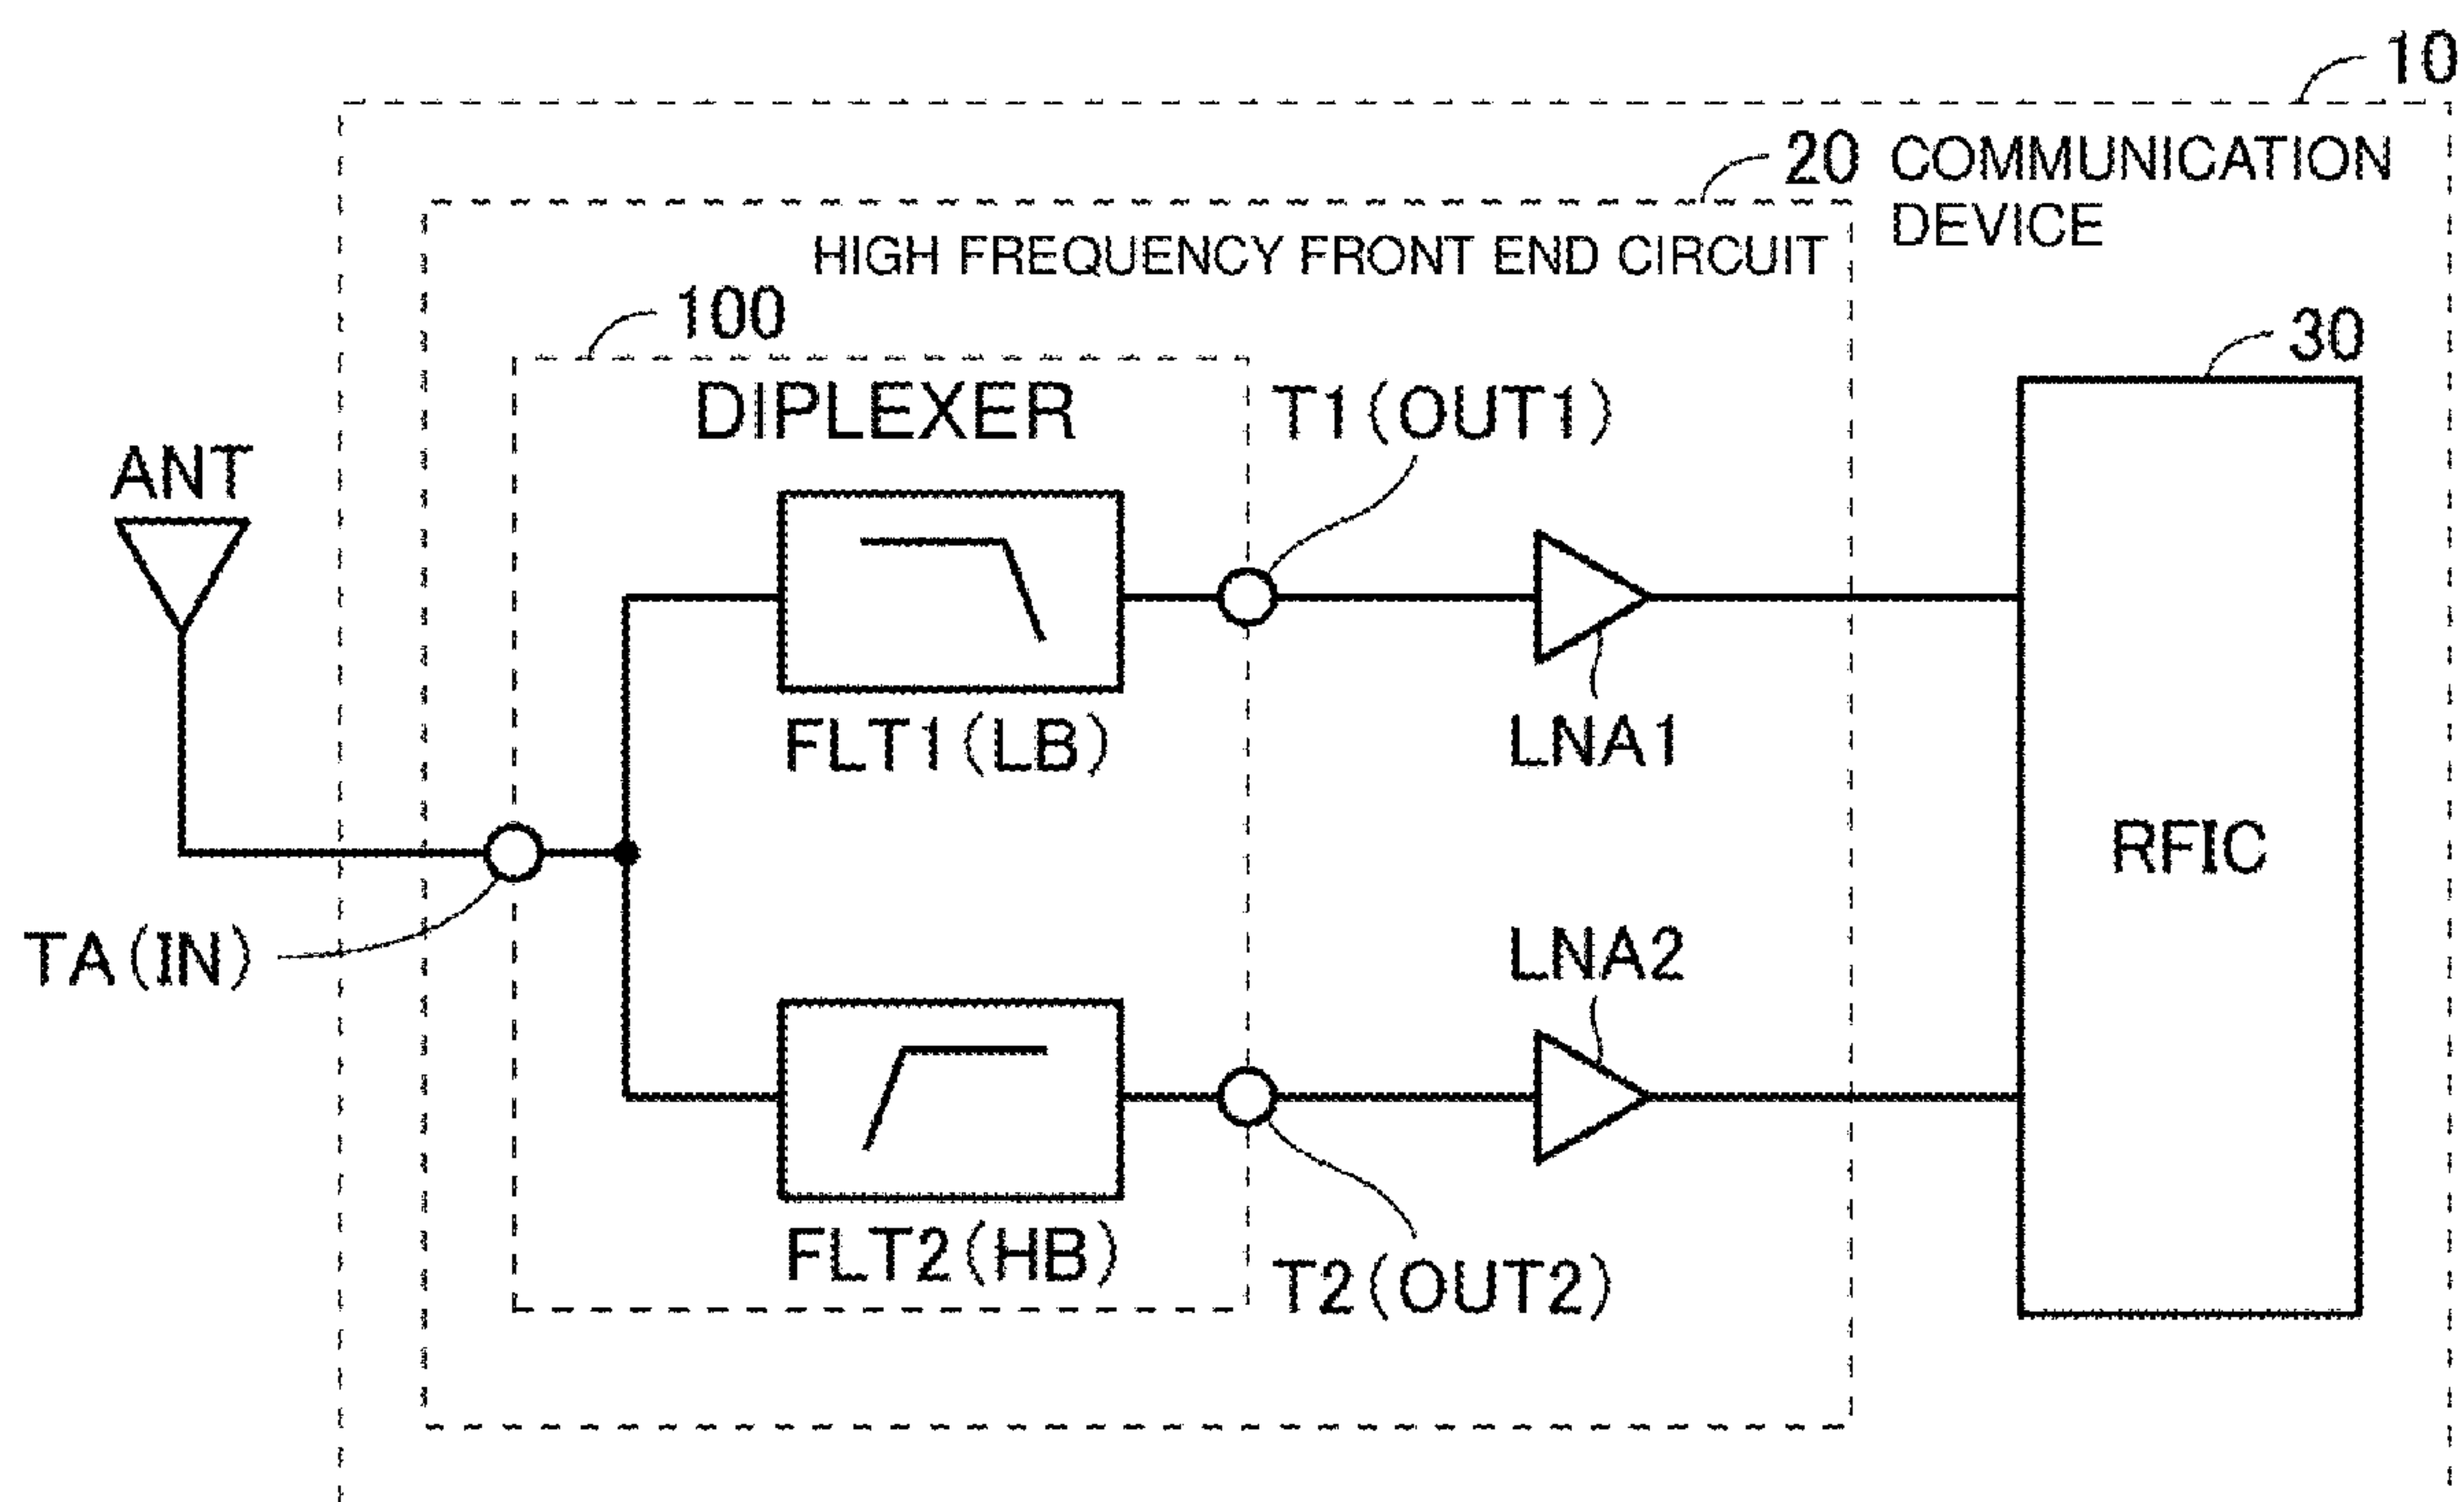 10
20 COMMUNICATION
DEVICE
HIGH FREQUENCY FRONT END CIRCUIT
100
30
DIPLEXER
T1(OUT1)
ANT
FLT1(LB)
LNA1
RFIC
TA(IN)
LNA2
FLT2(HB)
T2(OUT2)